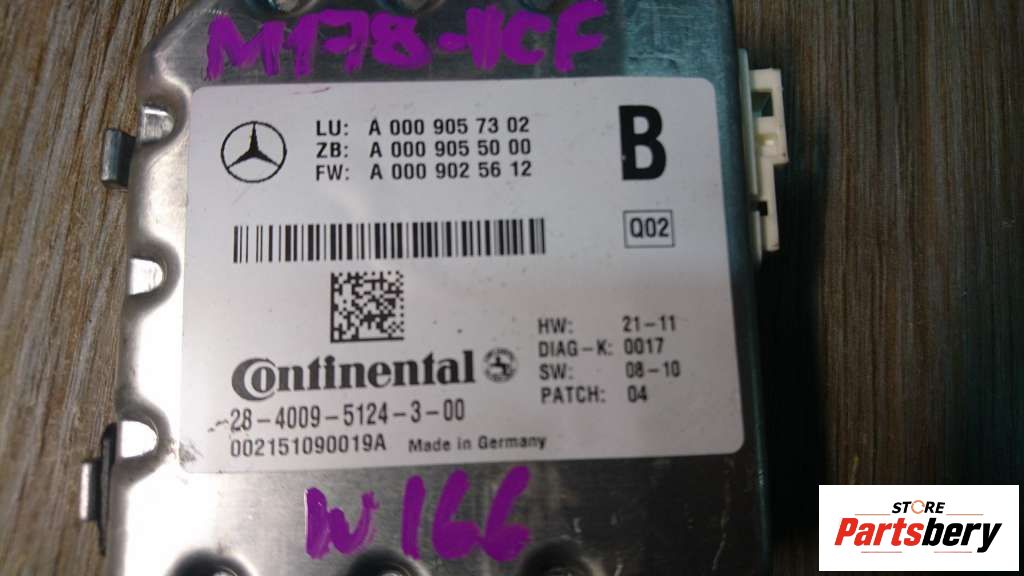 M178-11CF
LU: A 000 905 73 02
ZB: A 000 905 50 00
FW: A 000 902 56 12
B
Q02
HW: 21-11
DIAG-K: 0017
SW: 08-10
PATCH: 04
Continental
28-4009-5124-3-00
002151090019A Made in Germany
W166
STORE
Partsbery